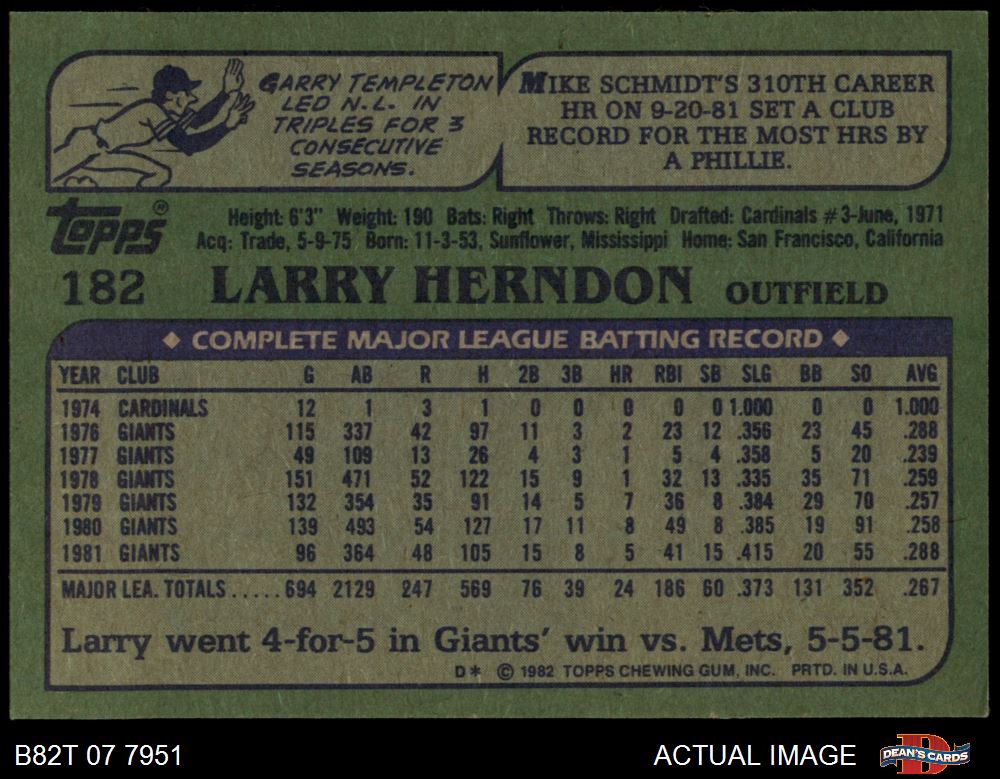 GARRY TEMPLETON
LED N.L. IN
TRIPLES FOR 3
CONSECUTIVE
SEASONS.
MIKE SCHMIDT'S 310TH CAREER
HR ON 9-20-81 SET A CLUB
RECORD FOR THE MOST HRS BY
A PHILLIE.
TOPPS®
Height: 6'3" Weight: 190 Bats: Right Throws: Right Drafted: Cardinals #3-June, 1971
Acq: Trade, 5-9-75 Born: 11-3-53, Sunflower, Mississippi Home: San Francisco, California
182 LARRY HERNDON OUTFIELD
◆ COMPLETE MAJOR LEAGUE BATTING RECORD ◆
YEAR CLUB G AB R H 2B 3B HR RBI SB SLG BB SO AVG
1974 CARDINALS 12 1 3 1 0 0 0 0 0 1.000 0 0 1.000
1976 GIANTS 115 337 42 97 11 3 2 23 12 .356 23 45 .288
1977 GIANTS 49 109 13 26 4 3 1 5 4 .358 5 20 .239
1978 GIANTS 151 471 52 122 15 9 1 32 13 .335 35 71 .259
1979 GIANTS 132 354 35 91 14 5 7 36 8 .384 29 70 .257
1980 GIANTS 139 493 54 127 17 11 8 49 8 .385 19 91 .258
1981 GIANTS 96 364 48 105 15 8 5 41 15 .415 20 55 .288
MAJOR LEA. TOTALS.....694 2129 247 569 76 39 24 186 60 .373 131 352 .267
Larry went 4-for-5 in Giants' win vs. Mets, 5-5-81.
D* © 1982 TOPPS CHEWING GUM, INC. PRTD. IN U.S.A.
B82T 07 7951 ACTUAL IMAGE D DEAN'S CARDS